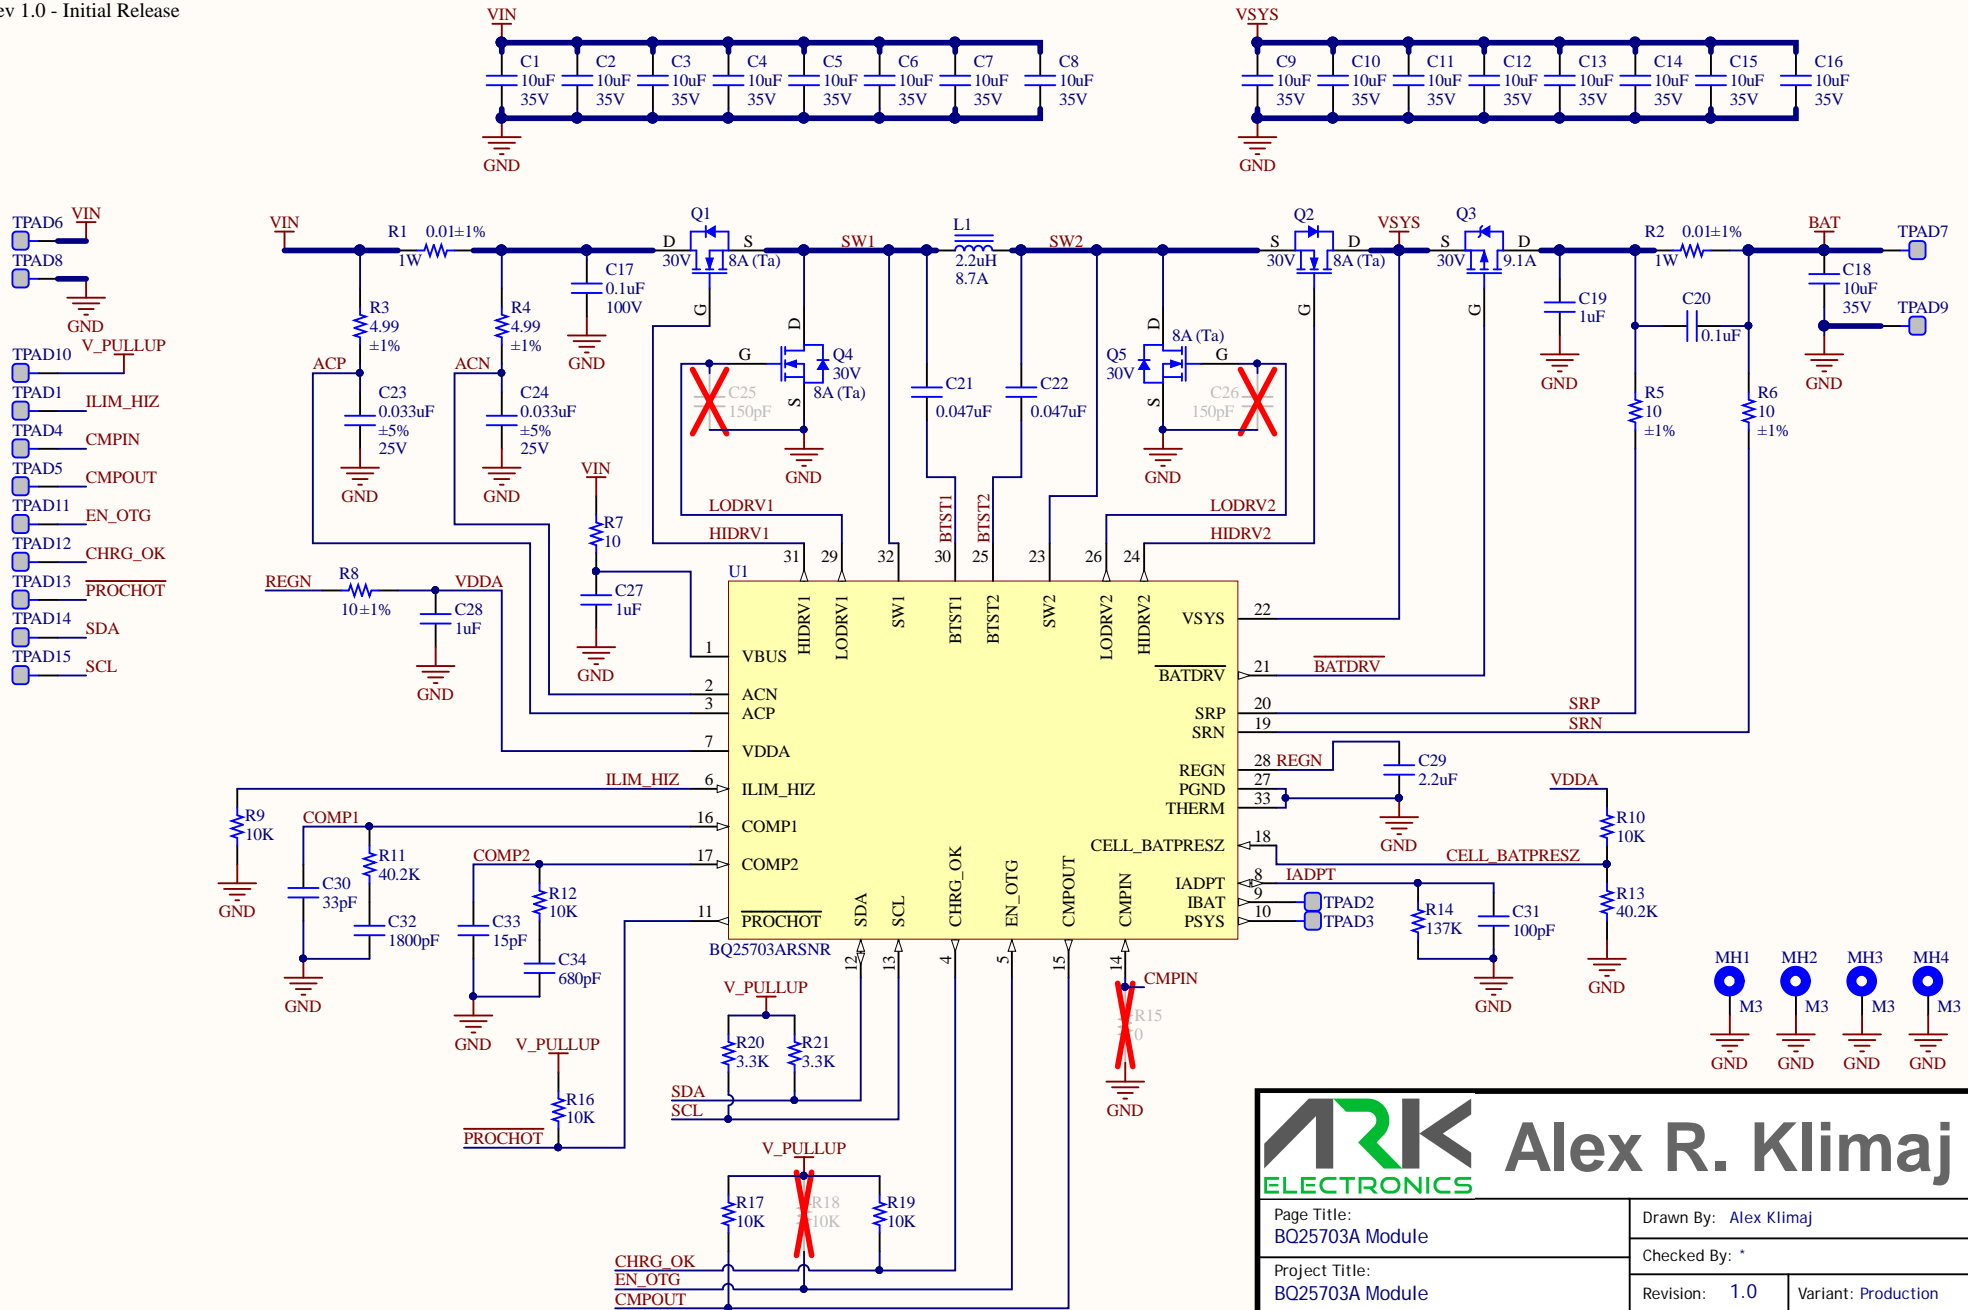 ev 1.0 - Initial Release
VIN
C1
10uF
35V
C2
10uF
35V
C3
10uF
35V
C4
10uF
35V
C5
10uF
35V
C6
10uF
35V
C7
10uF
35V
C8
10uF
35V
GND
VSYS
C9
10uF
35V
C10
10uF
35V
C11
10uF
35V
C12
10uF
35V
C13
10uF
35V
C14
10uF
35V
C15
10uF
35V
C16
10uF
35V
GND
TPAD6
VIN
TPAD8
GND
V_PULLUP
TPAD10
TPAD1
ILIM_HIZ
TPAD4
CMPIN
TPAD5
CMPOUT
TPAD11
EN_OTG
TPAD12
CHRG_OK
TPAD13
PROCHOT
TPAD14
SDA
TPAD15
SCL
VIN
R1
0.01±1%
1W
R3
4.99
±1%
R4
4.99
±1%
ACP
ACN
C23
0.033uF
±5%
25V
GND
C24
0.033uF
±5%
25V
GND
C17
0.1uF
100V
GND
Q1
D
S
30V
8A (Ta)
G
SW1
L1
2.2uH
8.7A
SW2
Q4
30V
8A (Ta)
D
G
S
GND
C25
150pF
C21
0.047uF
C22
0.047uF
Q5
30V
8A (Ta)
D
G
S
GND
C26
150pF
Q2
S
D
30V
8A (Ta)
G
VSYS
Q3
S
D
30V
9.1A
G
C19
1uF
GND
R2
0.01±1%
1W
C20
0.1uF
BAT
TPAD7
C18
10uF
35V
TPAD9
GND
R5
10
±1%
R6
10
±1%
VIN
R7
10
C27
1uF
GND
REGN
R8
10±1%
VDDA
C28
1uF
GND
LODRV1
HIDRV1
BTST1
BTST2
LODRV2
HIDRV2
31
29
32
30
25
23
26
24
U1
HIDRV1
LODRV1
SW1
BTST1
BTST2
SW2
LODRV2
HIDRV2
1
VBUS
2
ACN
3
ACP
7
VDDA
6
ILIM_HIZ
16
COMP1
17
COMP2
11
PROCHOT
BQ25703ARSNR
VSYS
22
BATDRV
21
BATDRV
SRP
20
SRP
SRN
19
SRN
REGN
28
REGN
PGND
27
THERM
33
CELL_BATPRESZ
18
CELL_BATPRESZ
IADPT
8
IADPT
IBAT
9
TPAD2
PSYS
10
TPAD3
SDA
SCL
CHRG_OK
EN_OTG
CMPOUT
CMPIN
12
13
4
5
15
14
ILIM_HIZ
R9
10K
GND
COMP1
R11
40.2K
C30
33pF
C32
1800pF
GND
COMP2
R12
10K
C33
15pF
C34
680pF
GND
C29
2.2uF
GND
VDDA
R10
10K
R13
40.2K
GND
R14
137K
C31
100pF
GND
CMPIN
R15
0
GND
V_PULLUP
R20
3.3K
R21
3.3K
SDA
SCL
V_PULLUP
R16
10K
PROCHOT
V_PULLUP
R17
10K
R18
10K
R19
10K
CHRG_OK
EN_OTG
CMPOUT
MH1
M3
GND
MH2
M3
GND
MH3
M3
GND
MH4
M3
GND
ARK
ELECTRONICS
Alex R. Klimaj
Page Title:
BQ25703A Module
Drawn By: Alex Klimaj
Checked By: *
Project Title:
BQ25703A Module
Revision: 1.0
Variant: Production